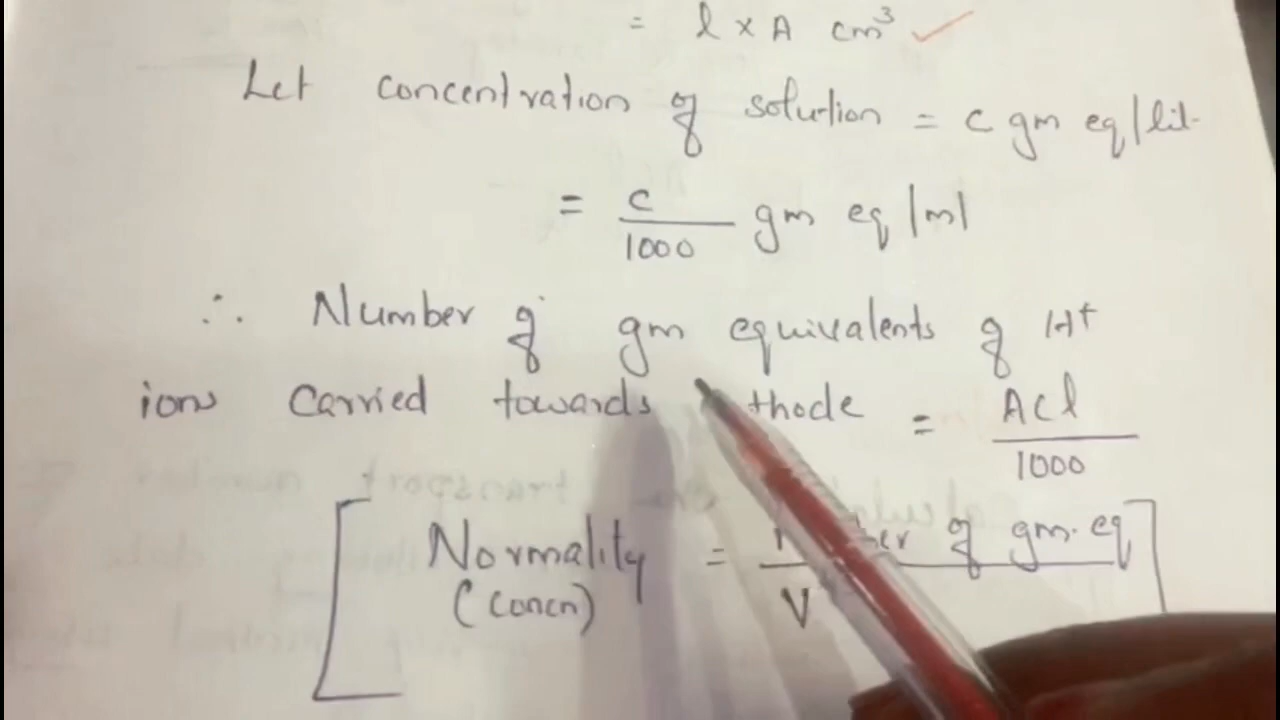 = l x A cm³
Let concentration of solution = c gm eq/lit.
= c/1000 gm eq/ml
∴ Number of gm equivalents of H⁺
ions carried towards thode = ACl/1000
[ Normality = of gm.eq / V ]
(concn)